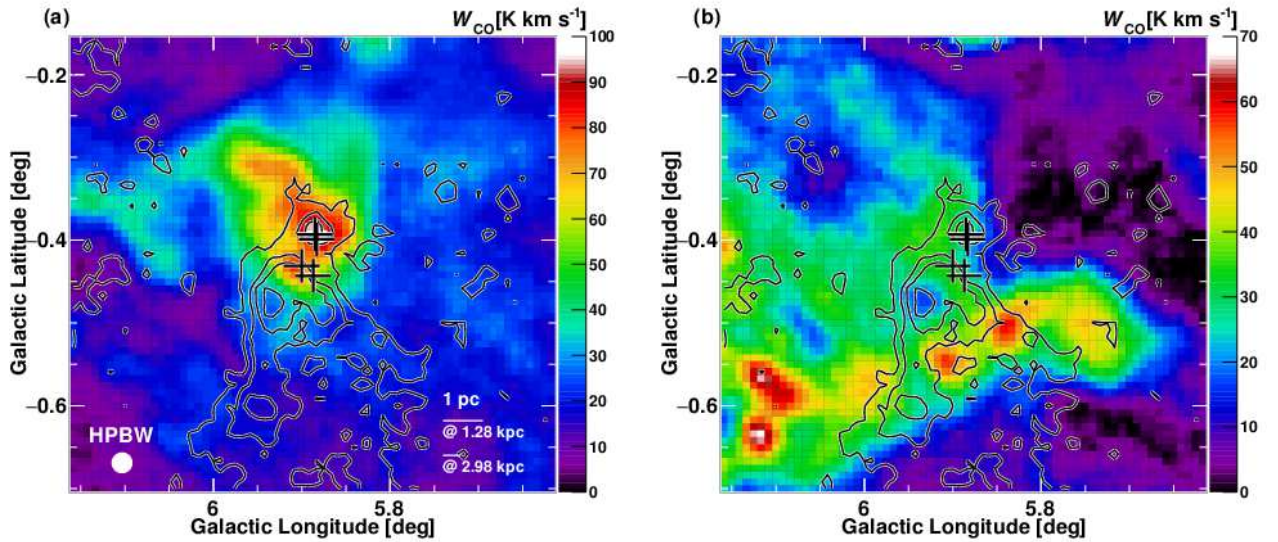 (a)
W_CO[K km s⁻¹]
100
90
80
70
60
50
40
30
20
10
0
−0.2
−0.4
−0.6
Galactic Latitude [deg]
1 pc
@ 1.28 kpc
@ 2.98 kpc
HPBW
6
5.8
Galactic Longitude [deg]
(b)
W_CO[K km s⁻¹]
70
60
50
40
30
20
10
0
−0.2
−0.4
−0.6
Galactic Latitude [deg]
6
5.8
Galactic Longitude [deg]